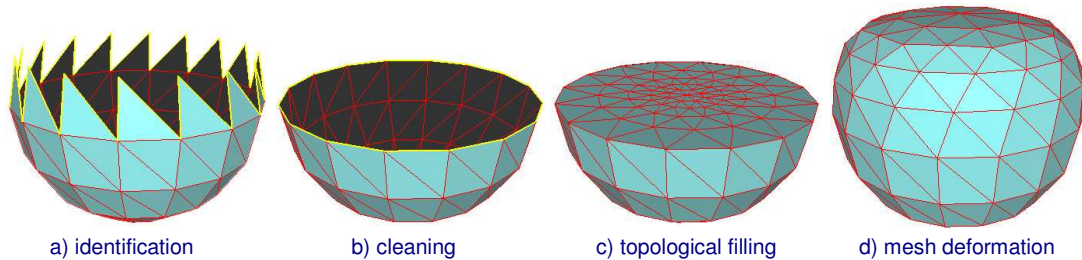 a) identification
b) cleaning
c) topological filling
d) mesh deformation